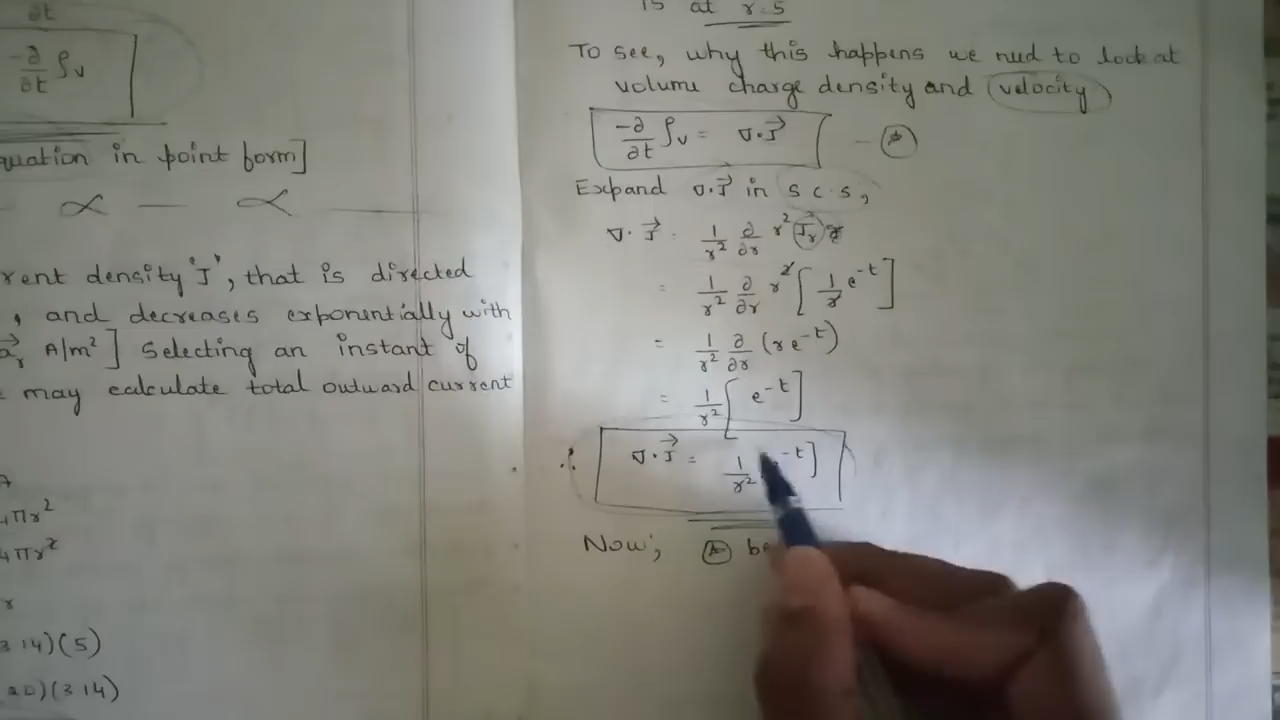 ∂t
-∂/∂t ρv
quation in point form]
— ∝ — ∝ —
rent density 'J', that is directed
, and decreases exponentially with
a⃗r A/m²] Selecting an instant of
may calculate total outward current
4πr²
4πr²
r
3 14)(5)
20)(3 14)
is at r=5
To see, why this happens we need to look at
volume charge density and velocity
-∂/∂t ρv = ∇·J⃗ — (*)
Expand ∇·J⃗ in S C.S,
∇·J⃗ = 1/r² ∂/∂r r² Jr
= 1/r² ∂/∂r r² [1/r e^-t]
= 1/r² ∂/∂r (r e^-t)
= 1/r² [e^-t]
∴ ∇·J⃗ = 1/r² -t]
Now, (*) be